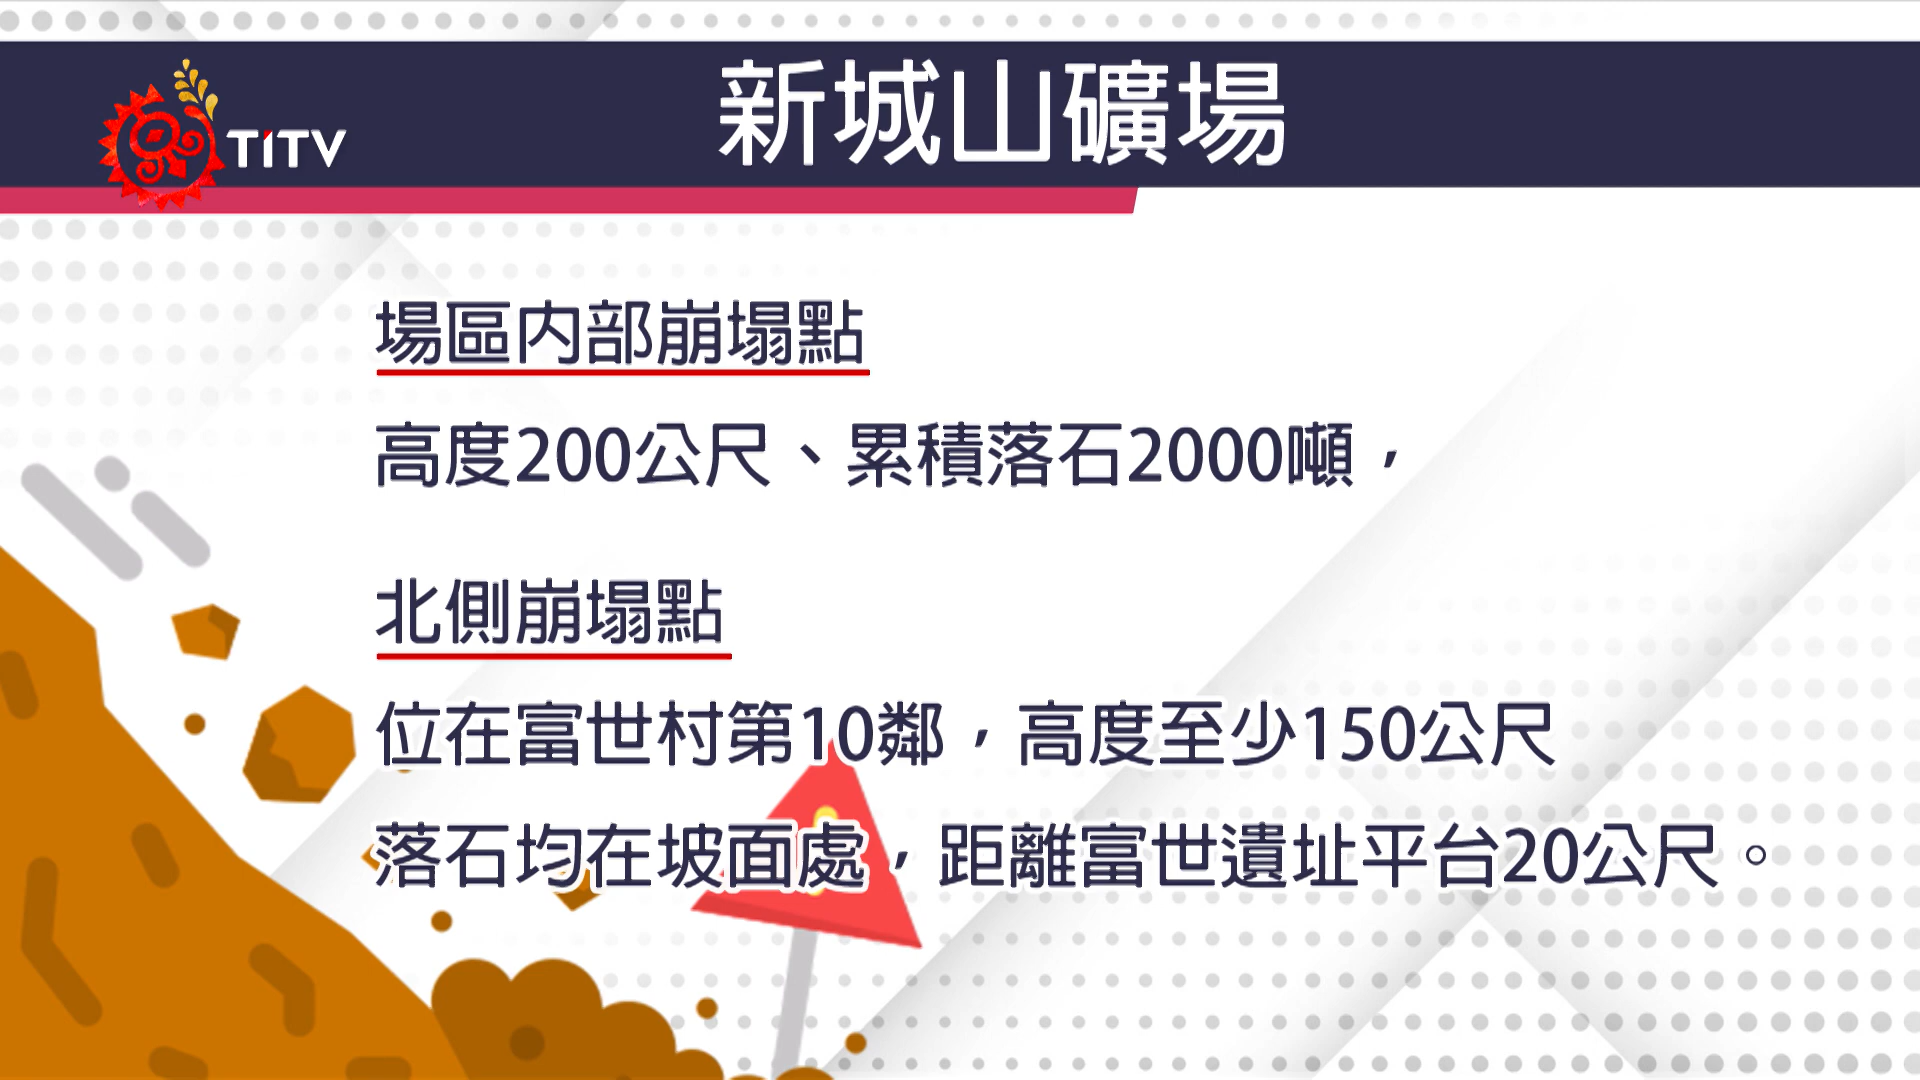 新城山礦場
TITV
場區内部崩塌點
高度200公尺、累積落石2000噸，
北側崩塌點
位在富世村第10鄰，高度至少150公尺
落石均在坡面處，距離富世遺址平台20公尺。